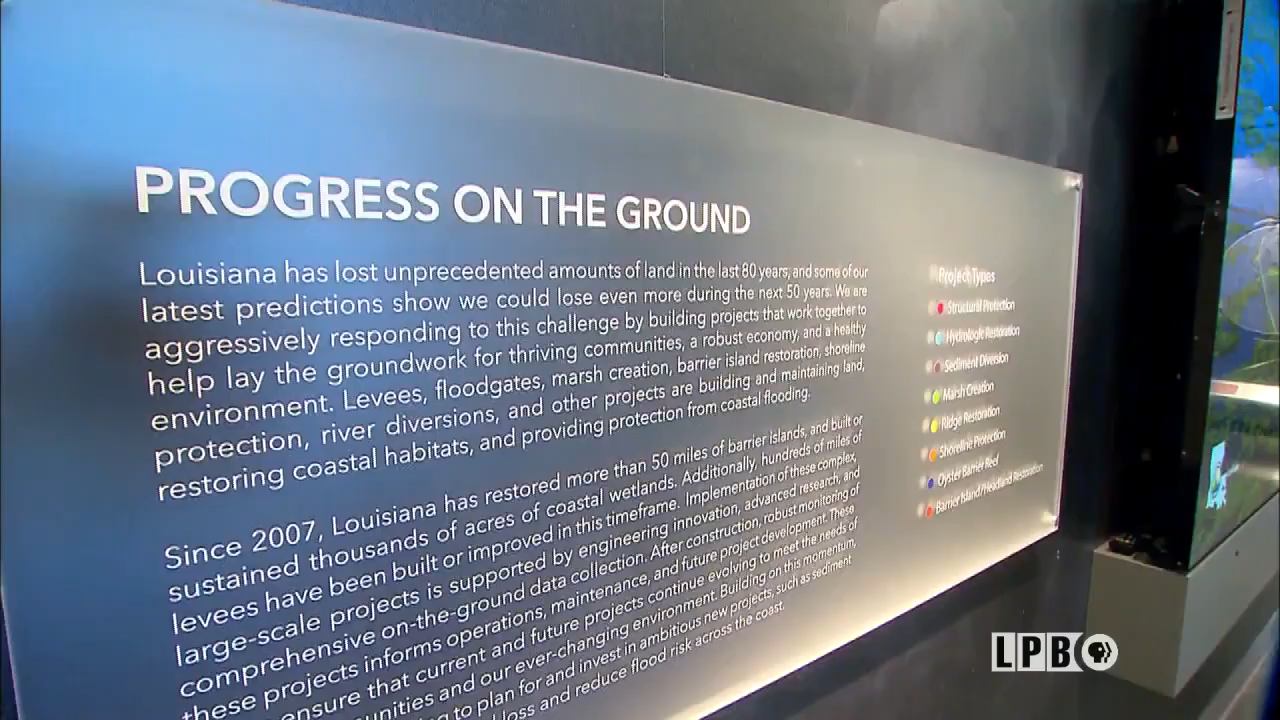 PROGRESS ON THE GROUND
Louisiana has lost unprecedented amounts of land in the last 80 years, and some of our
latest predictions show we could lose even more during the next 50 years. We are
aggressively responding to this challenge by building projects that work together to
help lay the groundwork for thriving communities, a robust economy, and a healthy
environment. Levees, floodgates, marsh creation, barrier island restoration, shoreline
protection, river diversions, and other projects are building and maintaining land,
restoring coastal habitats, and providing protection from coastal flooding.
Since 2007, Louisiana has restored more than 50 miles of barrier islands, and built or
sustained thousands of acres of coastal wetlands. Additionally, hundreds of miles of
levees have been built or improved in this timeframe. Implementation of these complex,
large-scale projects is supported by engineering innovation, advanced research, and
comprehensive on-the-ground data collection. After construction, robust monitoring of
these projects informs operations, maintenance, and future project development. These
ensure that current and future projects continue evolving to meet the needs of
and our ever-changing environment. Building on this momentum,
to plan for and invest in ambitious new projects, such as sediment
loss and reduce flood risk across the coast.
Project Types
Structural Protection
Hydrologic Restoration
Sediment Diversion
Marsh Creation
Ridge Restoration
Shoreline Protection
Oyster Barrier Reef
Barrier Island/Headland Restoration
LPB